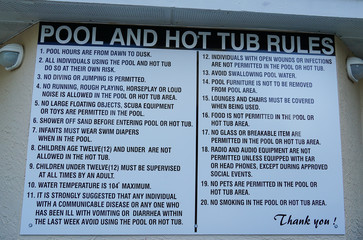 POOL AND HOT TUB RULES
1. POOL HOURS ARE FROM DAWN TO DUSK.
2. ALL INDIVIDUALS USING THE POOL AND HOT TUB
DO SO AT THEIR OWN RISK.
3. NO DIVING OR JUMPING IS PERMITTED.
4. NO RUNNING, ROUGH PLAYING, HORSEPLAY OR LOUD
NOISE IS ALLOWED IN THE POOL OR HOT TUB AREA.
5. NO LARGE FLOATING OBJECTS, SCUBA EQUIPMENT
OR TOYS ARE PERMITTED IN THE POOL.
6. SHOWER OF SAND BEFORE ENTERING POOL OR HOT TUB.
7. INFANTS MUST WEAR SWIM DIAPERS
WHEN IN THE POOL.
8. CHILDREN AGE TWELVE(12) AND UNDER ARE NOT
ALLOWED IN THE HOT TUB.
9. CHILDREN UNDER TWELVE(12) MUST BE SUPERVISED
AT ALL TIMES BY AN ADULT.
10. WATER TEMPERATURE IS 104° MAXIMUM.
11. IT IS STRONGLY SUGGESTED THAT ANY INDIVIDUAL
WITH A COMMUNICABLE DISEASE OR ANY ONE WHO
HAS BEEN ILL WITH VOMITING OR DIARRHEA WITHIN
THE LAST WEEK AVOID USING THE POOL OR HOT TUB.
12. INDIVIDUALS WITH OPEN WOUNDS OR INFECTIONS
ARE NOT PERMITTED IN THE POOL OR HOT TUB.
13. AVOID SWALLOWING POOL WATER.
14. POOL FURNITURE IS NOT TO BE REMOVED
FROM POOL AREA.
15. LOUNGES AND CHAIRS MUST BE COVERED
WHEN BEING USED.
16. FOOD IS NOT PERMITTED IN THE POOL OR
HOT TUB AREA.
17. NO GLASS OR BREAKABLE ITEM ARE
PERMITTED IN THE POOL OR HOT TUB AREA.
18. RADIO AND AUDIO EQUIPMENT ARE NOT
PERMITTED UNLESS EQUIPPED WITH EAR
OR HEAD PHONES, EXCEPT DURING APPROVED
SOCIAL EVENTS.
19. NO PETS ARE PERMITTED IN THE POOL OR
HOT TUB AREA.
20. NO SMOKING IN THE POOL OR HOT TUB AREA.
Thank you!